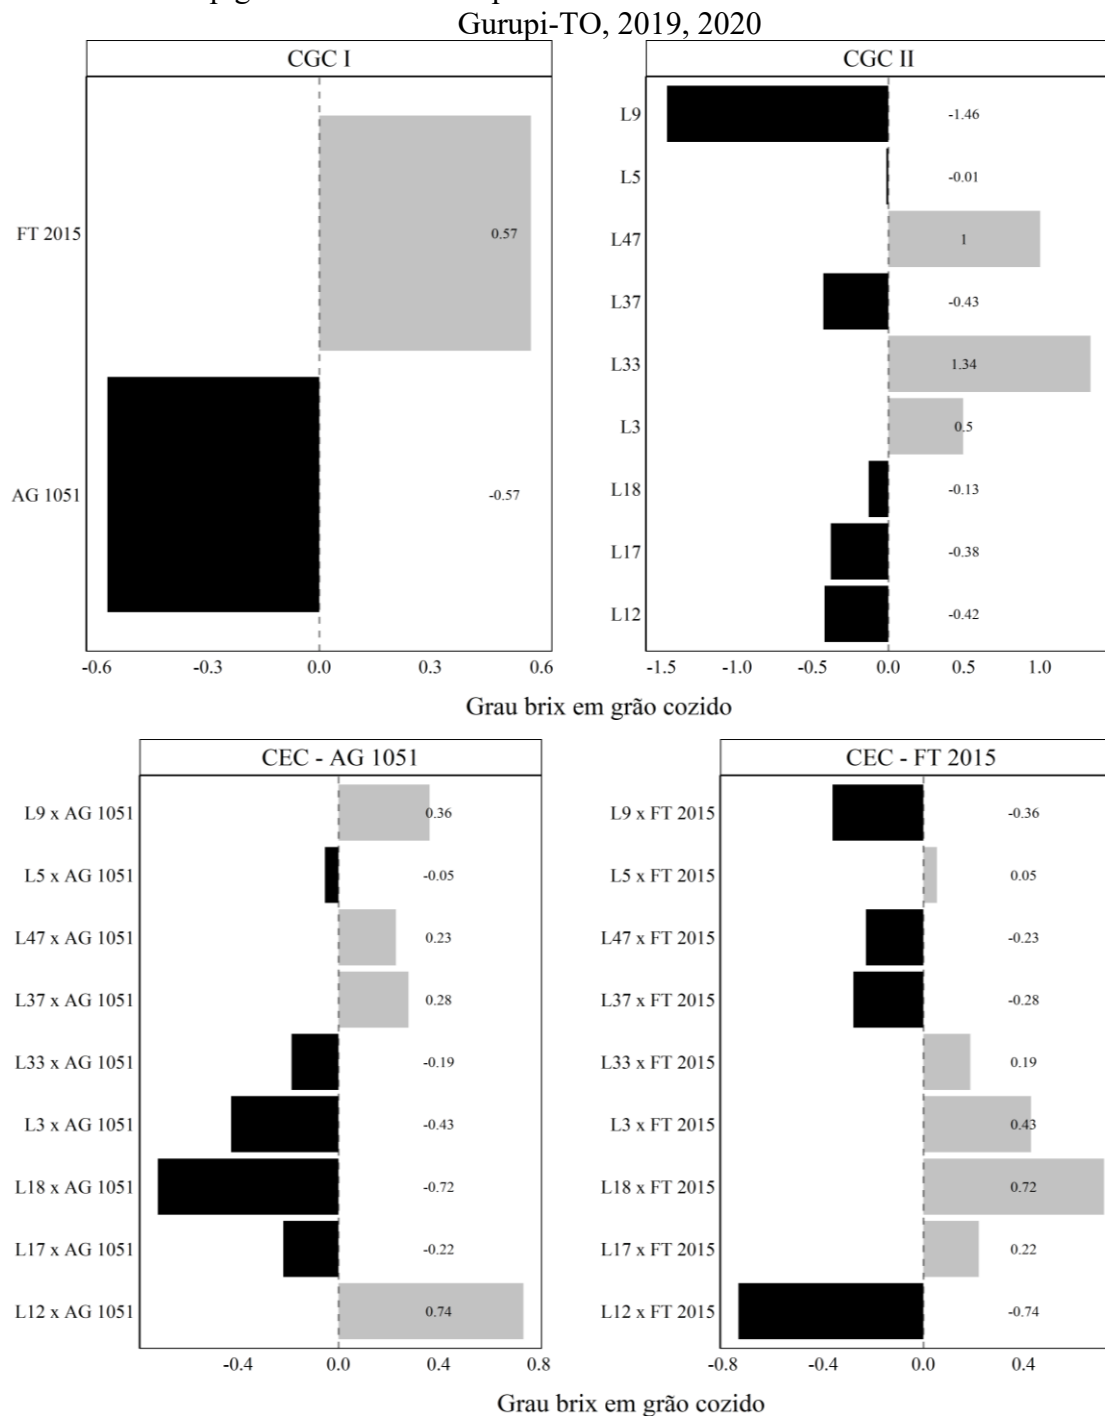 Gurupi-TO, 2019, 2020
CGC I
FT 2015
0.57
AG 1051
-0.57
-0.6 -0.3 0.0 0.3 0.6
CGC II
L9 -1.46
L5 -0.01
L47 1
L37 -0.43
L33 1.34
L3 0.5
L18 -0.13
L17 -0.38
L12 -0.42
-1.5 -1.0 -0.5 0.0 0.5 1.0
Grau brix em grão cozido
CEC - AG 1051
L9 x AG 1051 0.36
L5 x AG 1051 -0.05
L47 x AG 1051 0.23
L37 x AG 1051 0.28
L33 x AG 1051 -0.19
L3 x AG 1051 -0.43
L18 x AG 1051 -0.72
L17 x AG 1051 -0.22
L12 x AG 1051 0.74
-0.4 0.0 0.4 0.8
CEC - FT 2015
L9 x FT 2015 -0.36
L5 x FT 2015 0.05
L47 x FT 2015 -0.23
L37 x FT 2015 -0.28
L33 x FT 2015 0.19
L3 x FT 2015 0.43
L18 x FT 2015 0.72
L17 x FT 2015 0.22
L12 x FT 2015 -0.74
-0.8 -0.4 0.0 0.4
Grau brix em grão cozido